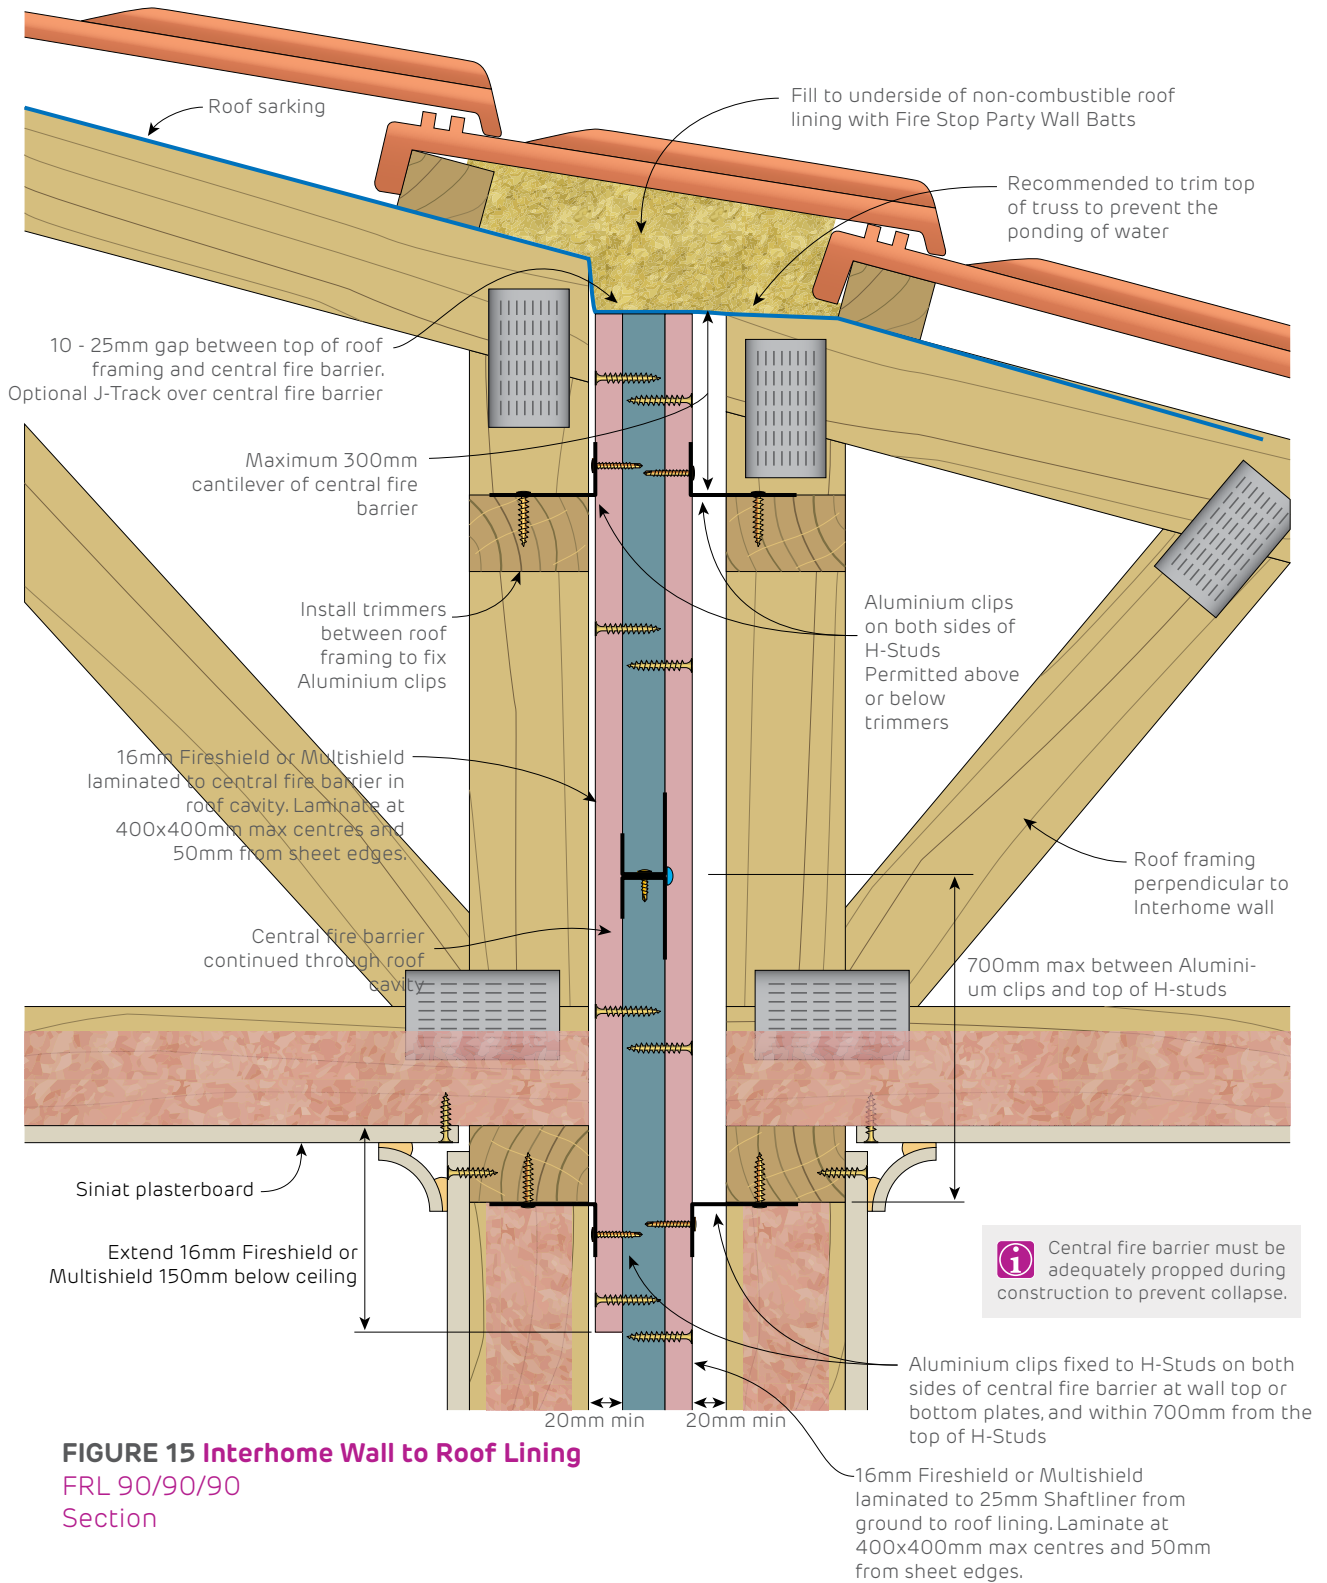 Roof sarking
Fill to underside of non-combustible roof
lining with Fire Stop Party Wall Batts
Recommended to trim top
of truss to prevent the
ponding of water
10 - 25mm gap between top of roof
framing and central fire barrier.
Optional J-Track over central fire barrier
Maximum 300mm
cantilever of central fire
barrier
Install trimmers
between roof
framing to fix
Aluminium clips
Aluminium clips
on both sides of
H-Studs
Permitted above
or below
trimmers
16mm Fireshield or Multishield
laminated to central fire barrier in
roof cavity. Laminate at
400x400mm max centres and
50mm from sheet edges.
Roof framing
perpendicular to
Interhome wall
Central fire barrier
continued through roof
cavity
700mm max between Alumini-
um clips and top of H-studs
Siniat plasterboard
Extend 16mm Fireshield or
Multishield 150mm below ceiling
i
Central fire barrier must be
adequately propped during
construction to prevent collapse.
Aluminium clips fixed to H-Studs on both
sides of central fire barrier at wall top or
bottom plates, and within 700mm from the
top of H-Studs
20mm min
20mm min
FIGURE 15 Interhome Wall to Roof Lining
FRL 90/90/90
Section
16mm Fireshield or Multishield
laminated to 25mm Shaftliner from
ground to roof lining. Laminate at
400x400mm max centres and 50mm
from sheet edges.